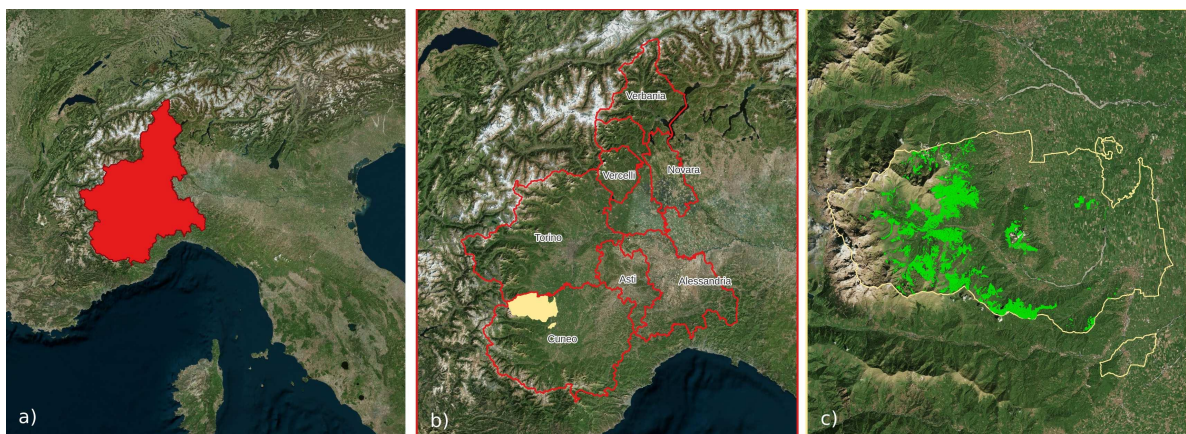 Verbania
Vercelli
Novara
Torino
Asti
Alessandria
Cuneo
a)
b)
c)